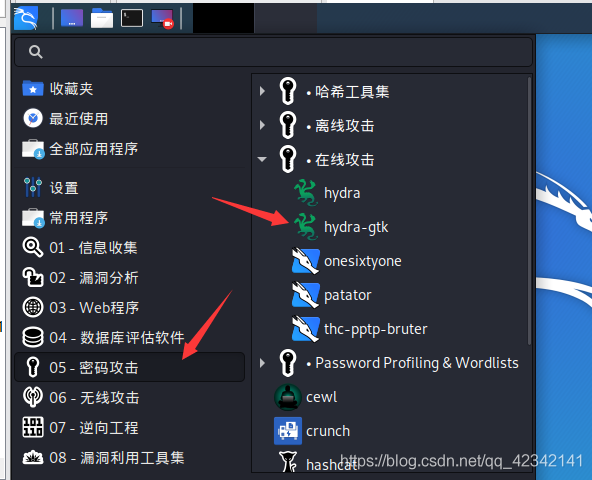 收藏夹
最近使用
全部应用程序
设置
常用程序
01 - 信息收集
02 - 漏洞分析
03 - Web程序
04 - 数据库评估软件
05 - 密码攻击
06 - 无线攻击
07 - 逆向工程
08 - 漏洞利用工具集
• 哈希工具集
• 离线攻击
• 在线攻击
hydra
hydra-gtk
onesixtyone
patator
thc-pptp-bruter
• Password Profiling & Wordlists
cewl
crunch
hashcat
https://blog.csdn.net/qq_42342141